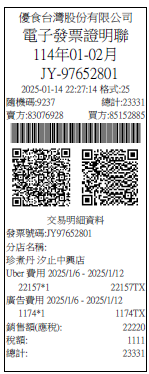 優食台灣股份有限公司
電子發票證明聯
114年01-02月
JY-97652801
2025-01-14 22:27:14 格式:25
隨機碼:9237 總計:23331
賣方:83076928 買方:85152885
交易明細資料
發票號碼:JY97652801
分店名稱:
珍煮丹 汐止中興店
Uber 費用 2025/1/6 - 2025/1/12
22157*1 22157TX
廣告費用 2025/1/6 - 2025/1/12
1174*1 1174TX
銷售額(應稅): 22220
稅額: 1111
總計: 23331